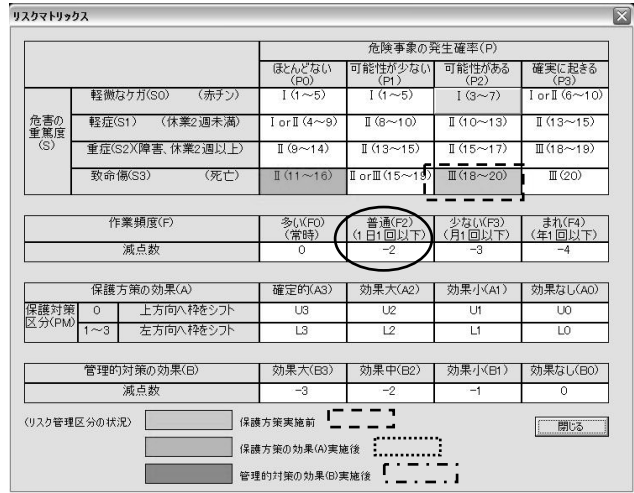 リスクマトリックス
危険事象の発生確率(P)
ほとんどない(P0) 可能性が少ない(P1) 可能性がある(P2) 確実に起きる(P3)
危害の重篤度(S)
軽微なケガ(S0) (赤チン) Ⅰ(1～5) Ⅰ(1～5) Ⅰ(3～7) Ⅰ or Ⅱ(6～10)
軽症(S1) (休業2週未満) Ⅰ or Ⅱ(4～9) Ⅱ(8～10) Ⅱ(10～13) Ⅱ(13～15)
重症(S2)(障害、休業2週以上) Ⅱ(9～14) Ⅱ(13～15) Ⅱ(15～17) Ⅲ(18～19)
致命傷(S3) (死亡) Ⅱ(11～16) Ⅱ or Ⅲ(15～19) Ⅲ(18～20) Ⅲ(20)
作業頻度(F) 多い(F0)(常時) 普通(F2)(1日1回以下) 少ない(F3)(月1回以下) まれ(F4)(年1回以下)
減点数 0 -2 -3 -4
保護方策の効果(A) 確定的(A3) 効果大(A2) 効果小(A1) 効果なし(A0)
保護対策区分(PM) 0 上方向へ枠をシフト U3 U2 U1 U0
1～3 左方向へ枠をシフト L3 L2 L1 L0
管理的対策の効果(B) 効果大(B3) 効果中(B2) 効果小(B1) 効果なし(B0)
減点数 -3 -2 -1 0
(リスク管理区分の状況) 保護方策実施前 閉じる
保護方策の効果(A)実施後
管理的対策の効果(B)実施後